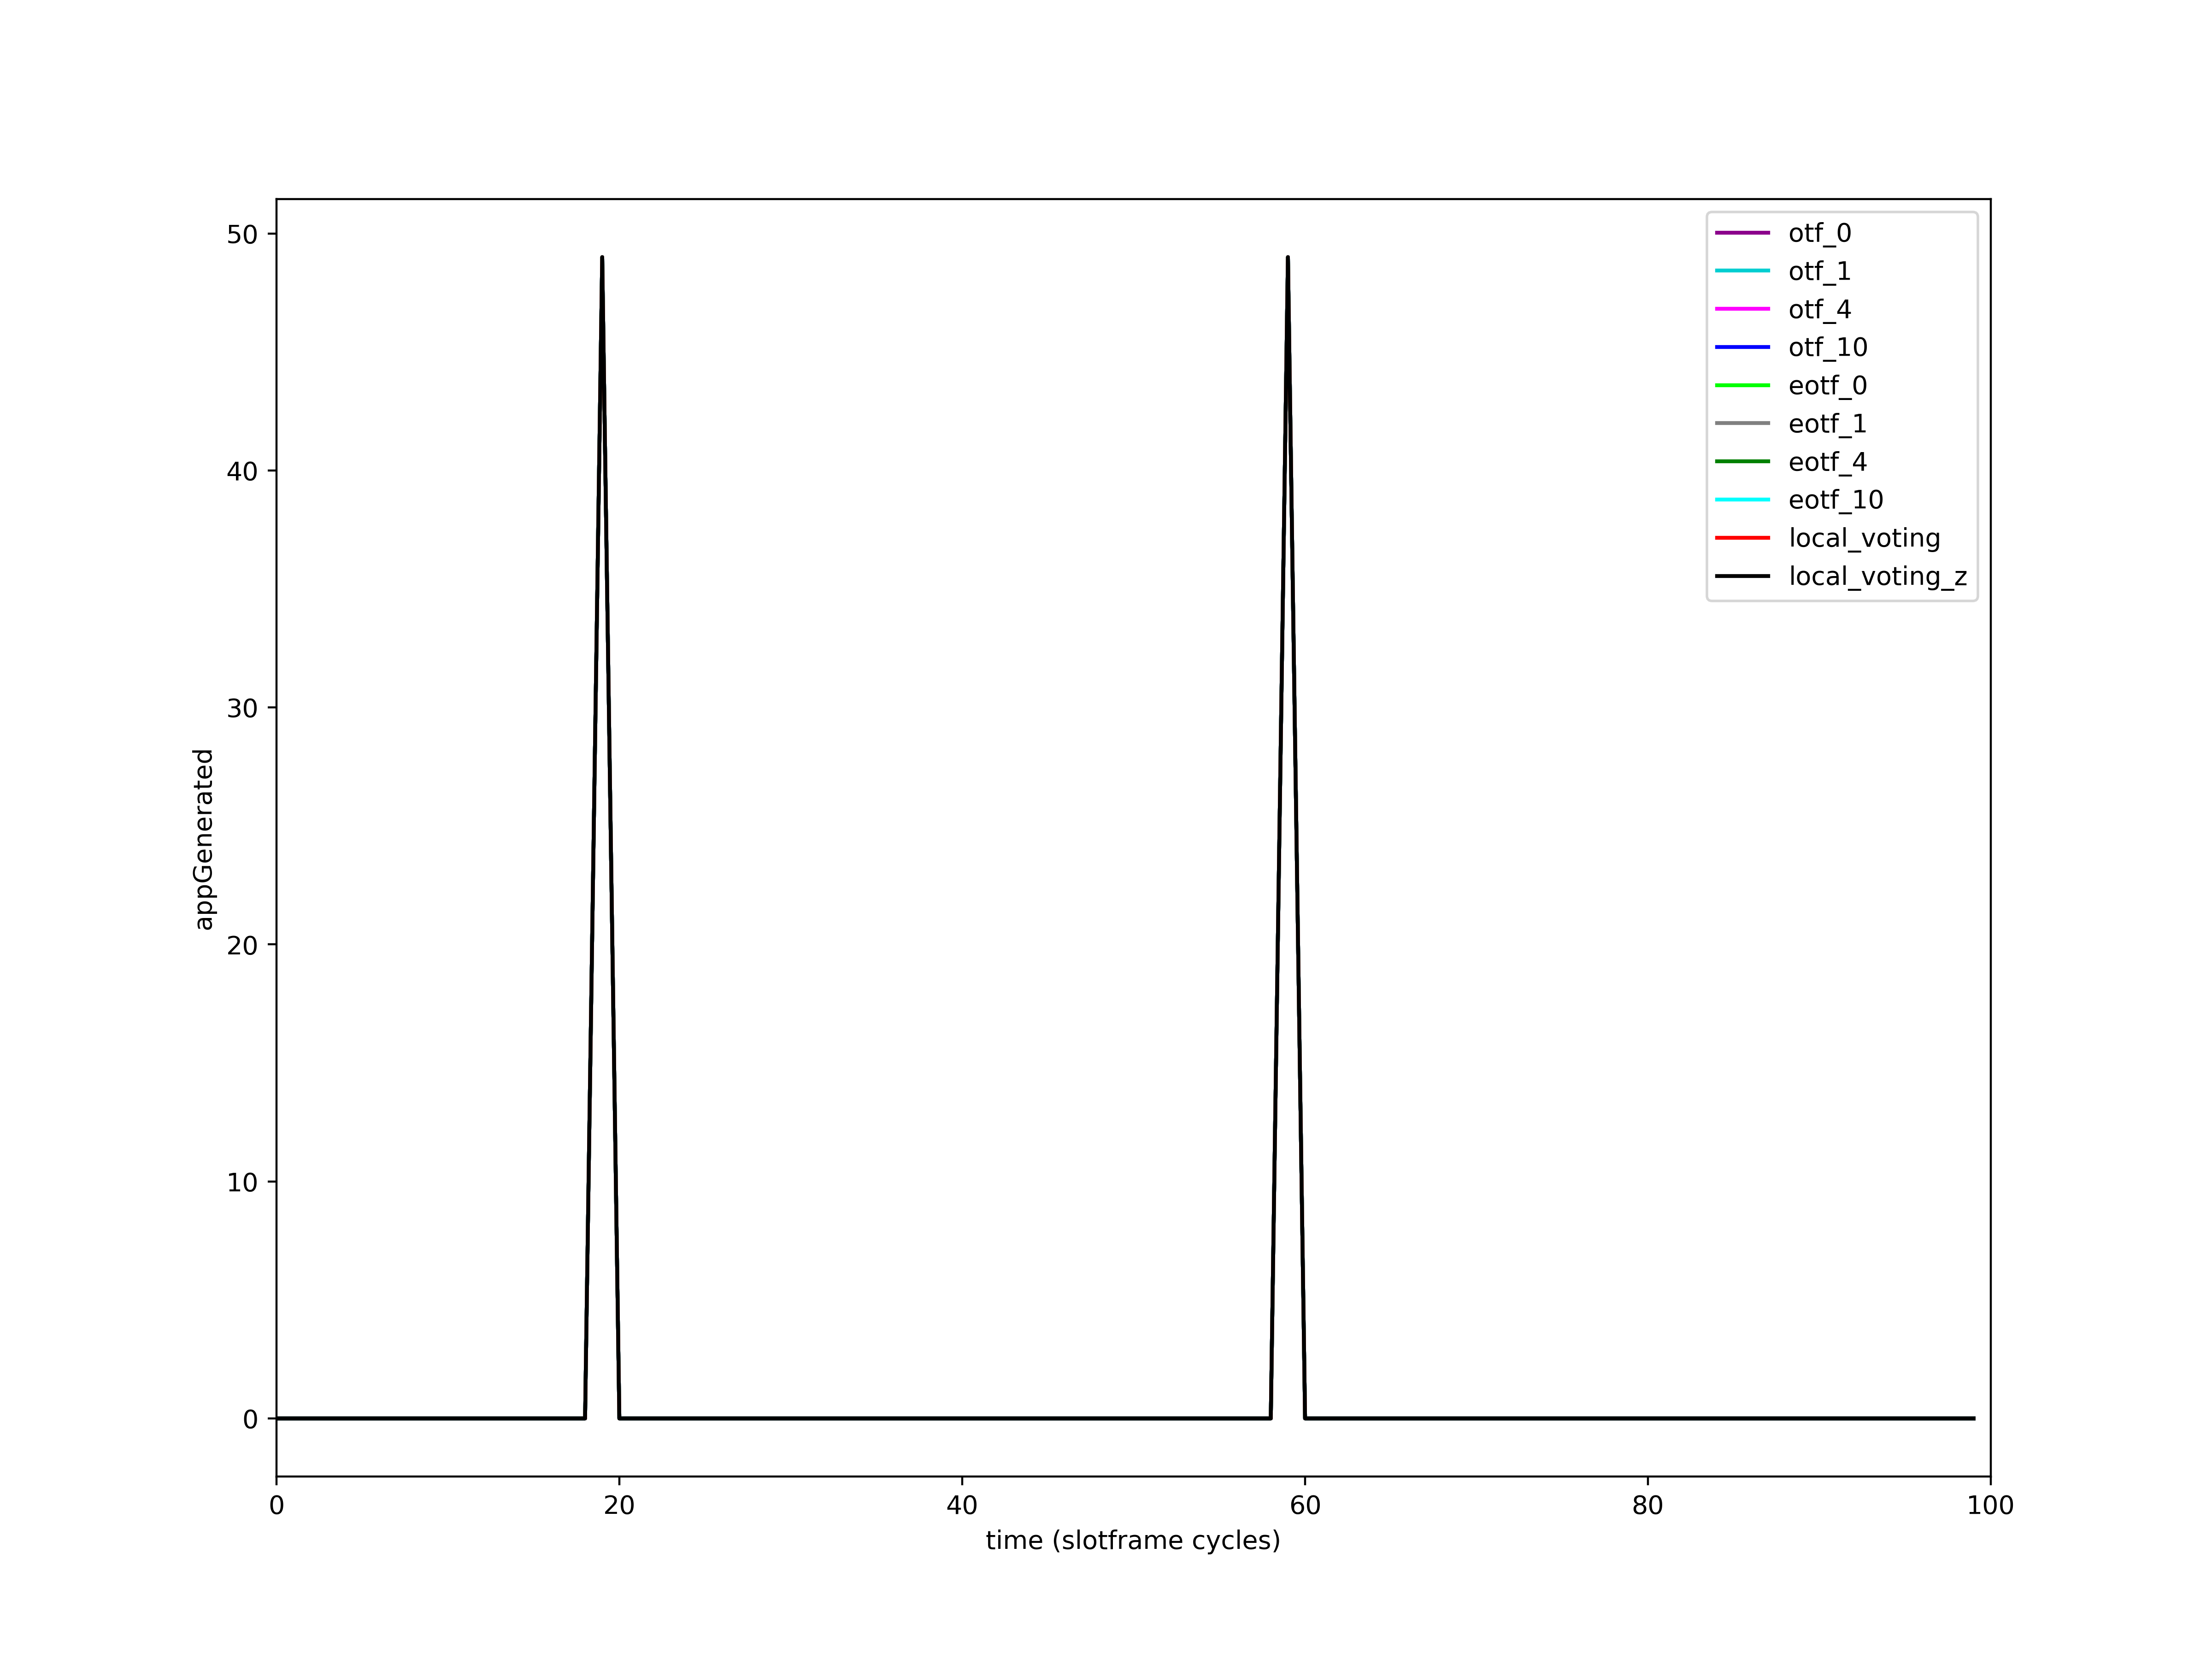 50
40
30
20
10
0
appGenerated
0 20 40 60 80 100
time (slotframe cycles)
otf_0
otf_1
otf_4
otf_10
eotf_0
eotf_1
eotf_4
eotf_10
local_voting
local_voting_z